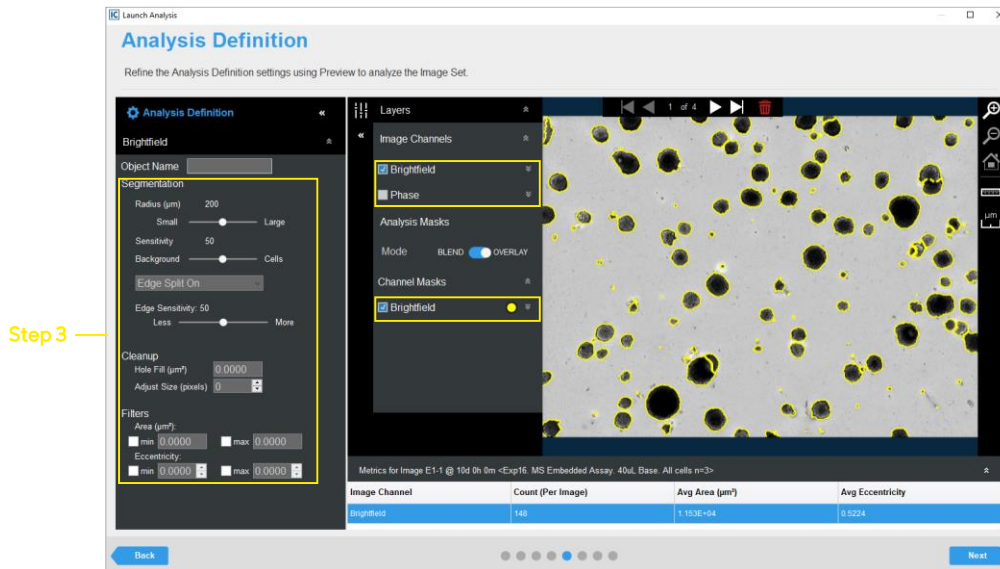 Launch Analysis
Analysis Definition
Refine the Analysis Definition settings using Preview to analyze the Image Set.
Analysis Definition «
Brightfield
Object Name
Segmentation
Radius (µm) 200
Small Large
Sensitivity 50
Background Cells
Edge Split On
Edge Sensitivity: 50
Less More
Step 3
Cleanup
Hole Fill (µm²) 0.0000
Adjust Size (pixels) 0
Filters
Area (µm²):
min 0.0000 max 0.0000
Eccentricity:
min 0.0000 max 0.0000
Layers
«
Image Channels
Brightfield
Phase
Analysis Masks
Mode BLEND OVERLAY
Channel Masks
Brightfield
1 of 4
µm
Metrics for Image E1-1 @ 10d 0h 0m <Exp16. MS Embedded Assay. 40uL Base. All cells n=3>
Image Channel Count (Per Image) Avg Area (µm²) Avg Eccentricity
Brightfield 148 1.153E+04 0.5224
Back Next